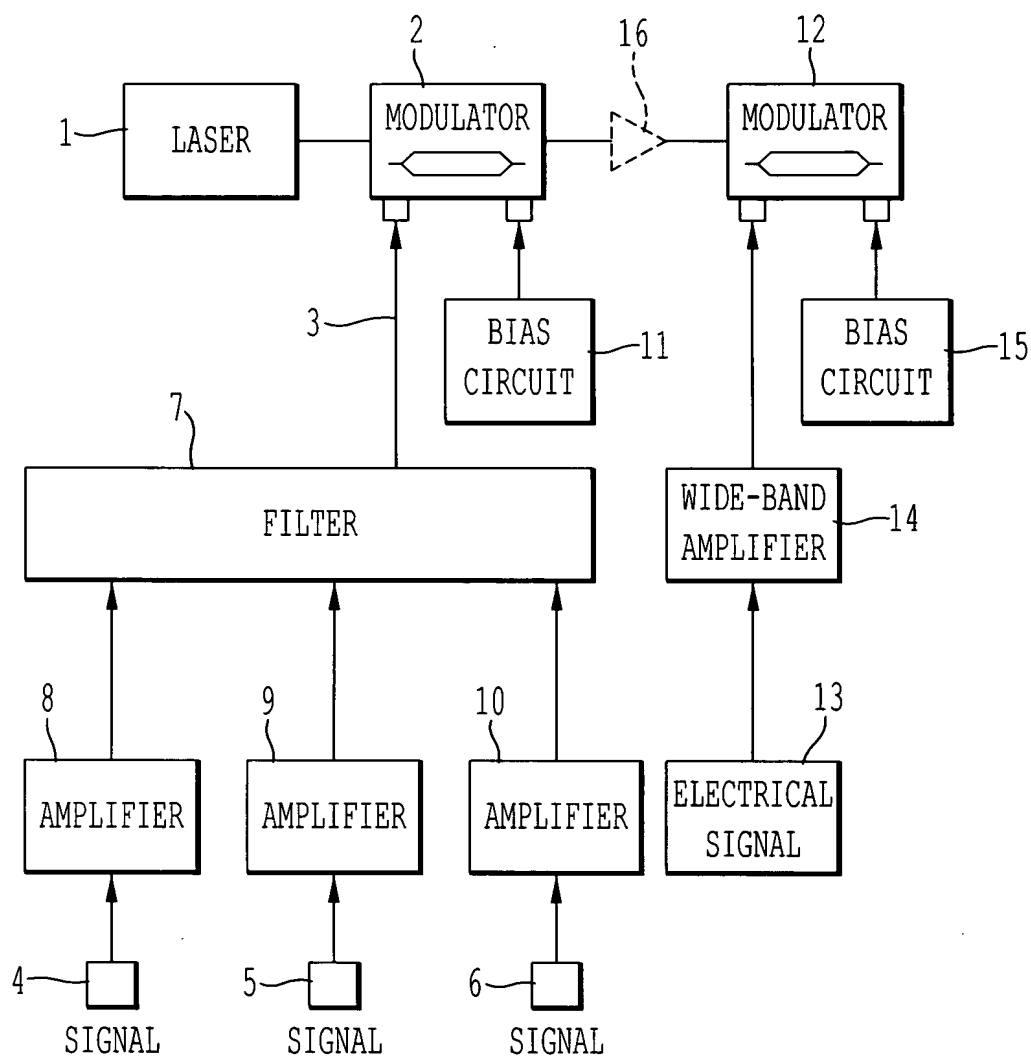 2
16
12
1
LASER
MODULATOR
MODULATOR
3
BIAS
CIRCUIT
11
BIAS
CIRCUIT
15
7
FILTER
WIDE-BAND
AMPLIFIER
14
8
9
10
13
AMPLIFIER
AMPLIFIER
AMPLIFIER
ELECTRICAL
SIGNAL
4
5
6
SIGNAL
SIGNAL
SIGNAL